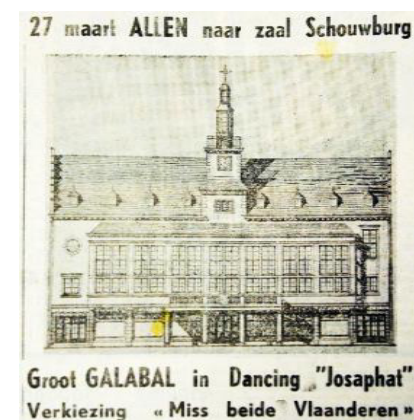 27 maart ALLEN naar zaal Schouwburg
Groot GALABAL in Dancing "Josaphat"
Verkiezing « Miss beide Vlaanderen »